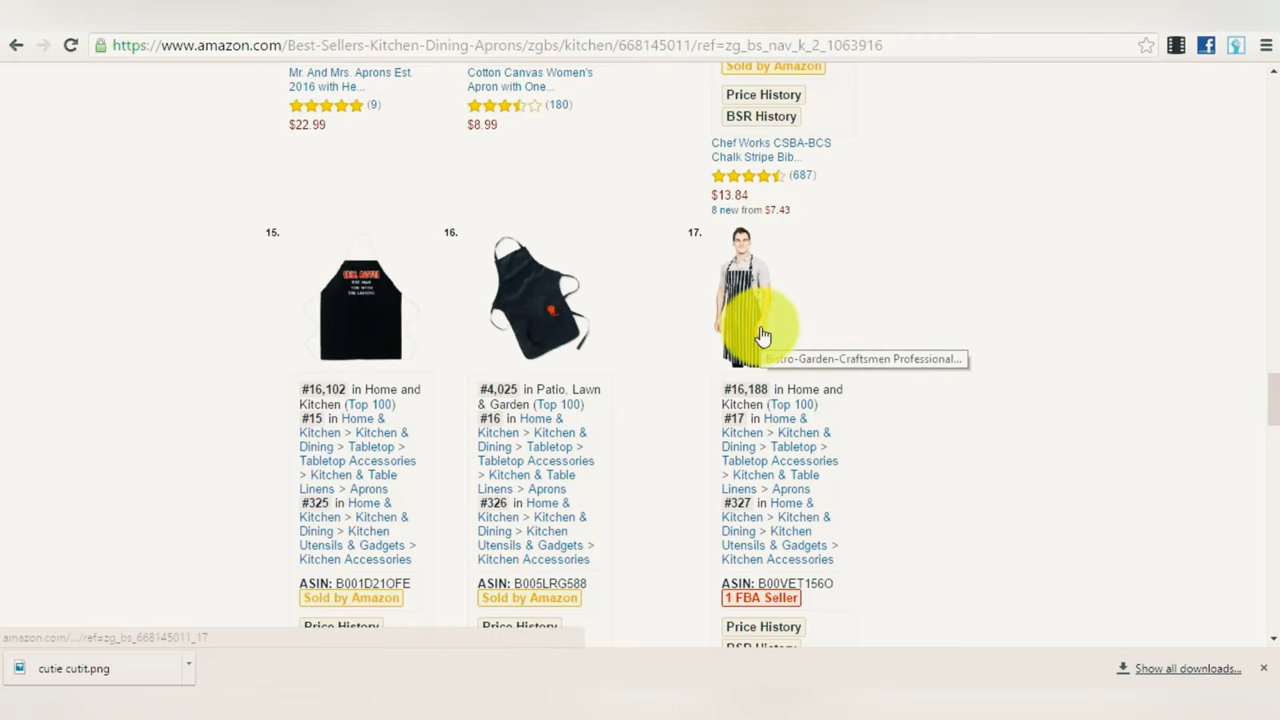 https://www.amazon.com/Best-Sellers-Kitchen-Dining-Aprons/zgbs/kitchen/668145011/ref=zg_bs_nav_k_2_1063916
Mr. And Mrs. Aprons Est.
2016 with He...
(9)
$22.99
Cotton Canvas Women's
Apron with One...
(180)
$8.99
Sold by Amazon
Price History
BSR History
Chef Works CSBA-BCS
Chalk Stripe Bib...
(687)
$13.84
8 new from $7.43
15.
#16,102 in Home and
Kitchen (Top 100)
#15 in Home &
Kitchen > Kitchen &
Dining > Tabletop >
Tabletop Accessories
> Kitchen & Table
Linens > Aprons
#325 in Home &
Kitchen > Kitchen &
Dining > Kitchen
Utensils & Gadgets >
Kitchen Accessories
ASIN: B001D21OFE
Sold by Amazon
Price History
16.
#4,025 in Patio, Lawn
& Garden (Top 100)
#16 in Home &
Kitchen > Kitchen &
Dining > Tabletop >
Tabletop Accessories
> Kitchen & Table
Linens > Aprons
#326 in Home &
Kitchen > Kitchen &
Dining > Kitchen
Utensils & Gadgets >
Kitchen Accessories
ASIN: B005LRG588
Sold by Amazon
Price History
17.
Bistro-Garden-Craftsmen Professional...
#16,188 in Home and
Kitchen (Top 100)
#17 in Home &
Kitchen > Kitchen &
Dining > Tabletop >
Tabletop Accessories
> Kitchen & Table
Linens > Aprons
#327 in Home &
Kitchen > Kitchen &
Dining > Kitchen
Utensils & Gadgets >
Kitchen Accessories
ASIN: B00VET156O
1 FBA Seller
Price History
BSR History
amazon.com/.../ref=zg_bs_668145011_17
cutie cutit.png
Show all downloads...